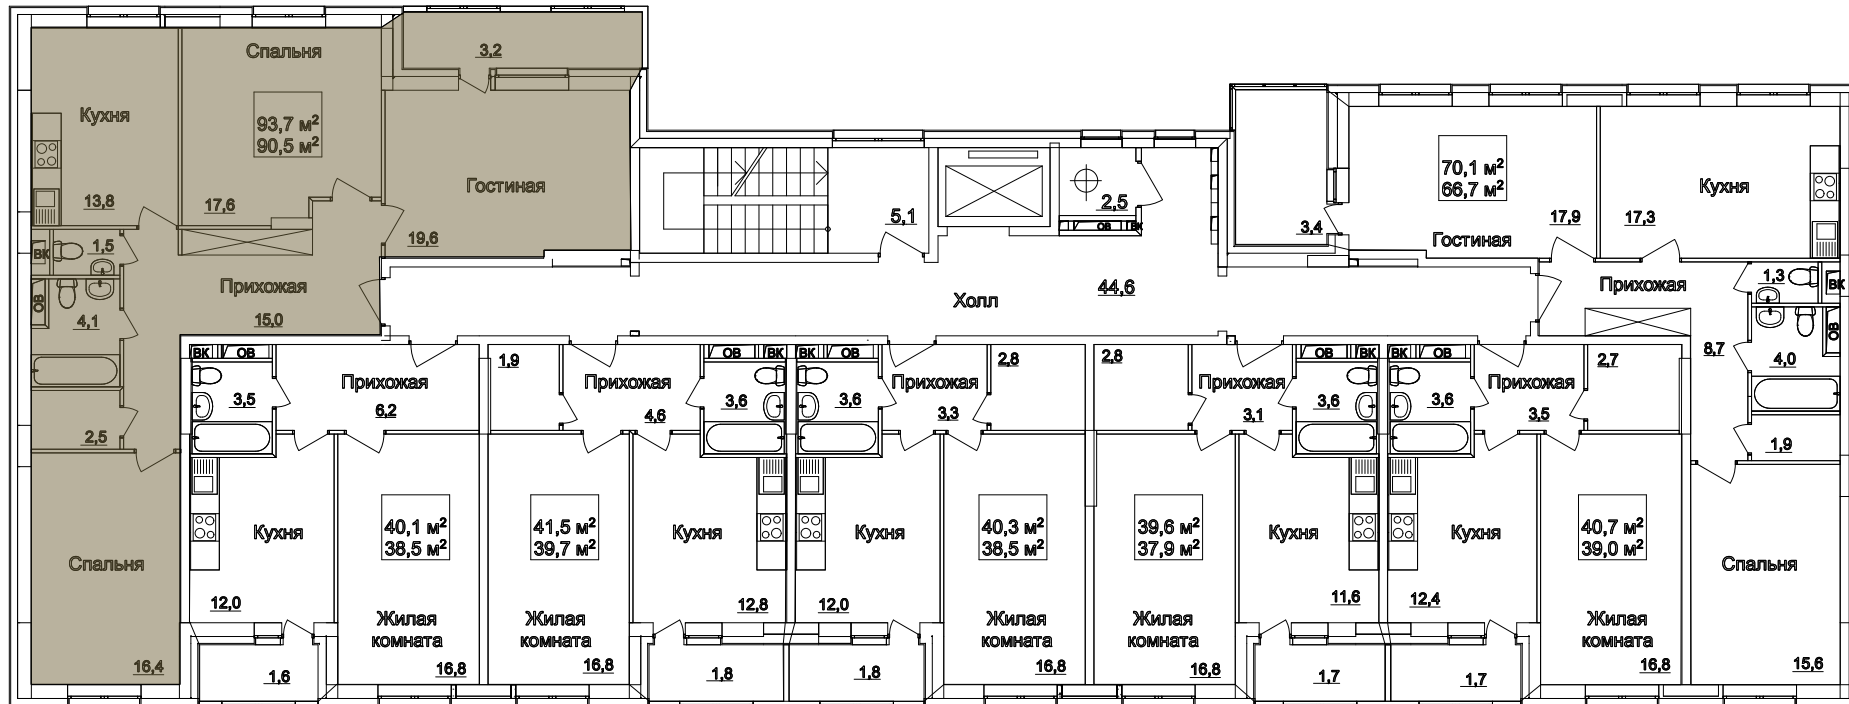 Спальня
3,2
Кухня
93,7 м²
90,5 м²
13,8
17,6
Гостиная
19,6
5,1
2,5
ОВ
ВК
3,4
70,1 м²
66,7 м²
17,9
Гостиная
Кухня
17,3
ВК
1,5
ОВ
4,1
Прихожая
15,0
Холл
44,6
Прихожая
1,3
ВК
ОВ
8,7
4,0
1,9
2,5
ВК
ОВ
3,5
Прихожая
6,2
1,9
Прихожая
4,6
ОВ
ВК
3,6
ВК
ОВ
3,6
Прихожая
3,3
2,8
2,8
Прихожая
3,1
ОВ
ВК
3,6
ВК
ОВ
3,6
Прихожая
3,5
2,7
Спальня
16,4
Кухня
12,0
1,6
40,1 м²
38,5 м²
Жилая
комната
16,8
41,5 м²
39,7 м²
Жилая
комната
16,8
Кухня
12,8
1,8
Кухня
12,0
1,8
40,3 м²
38,5 м²
Жилая
комната
16,8
39,6 м²
37,9 м²
Жилая
комната
16,8
Кухня
11,6
1,7
Кухня
12,4
1,7
40,7 м²
39,0 м²
Жилая
комната
16,8
Спальня
15,6